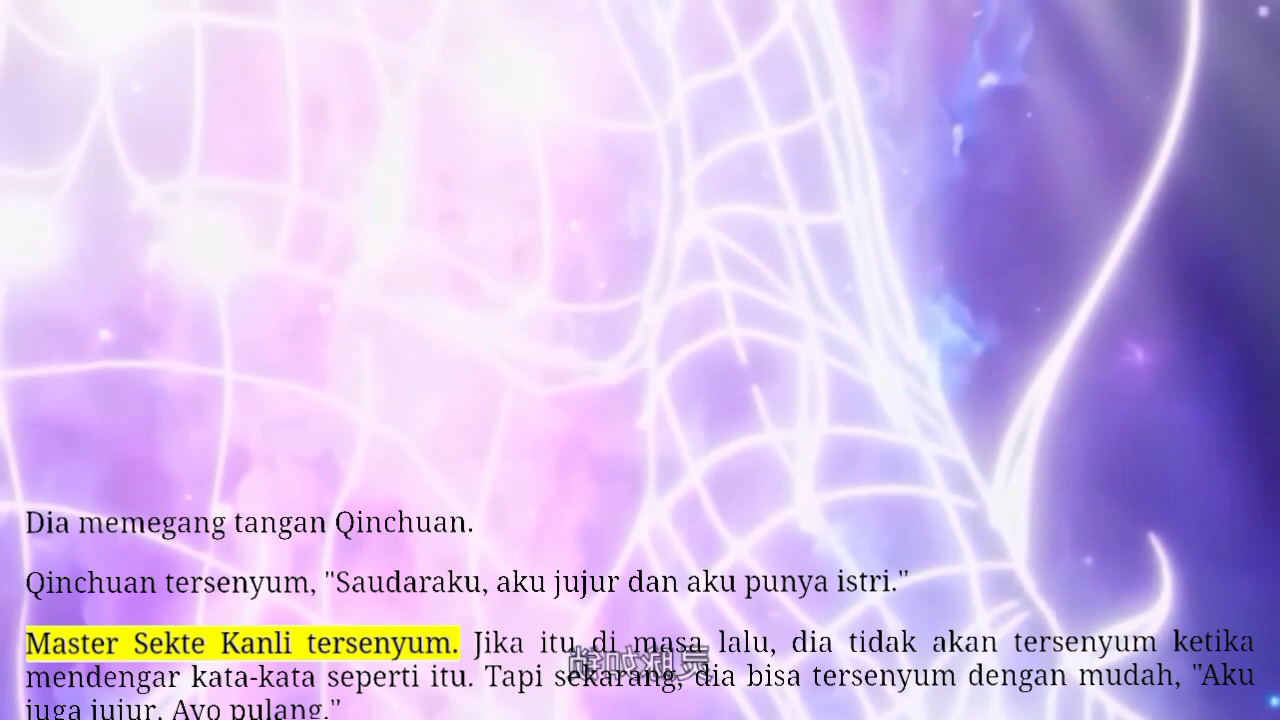 Dia memegang tangan Qinchuan.
Qinchuan tersenyum, "Saudaraku, aku jujur dan aku punya istri."
Master Sekte Kanli tersenyum. Jika itu di masa lalu, dia tidak akan tersenyum ketika
mendengar kata-kata seperti itu. Tapi sekarang, dia bisa tersenyum dengan mudah, "Aku
juga jujur. Ayo pulang."